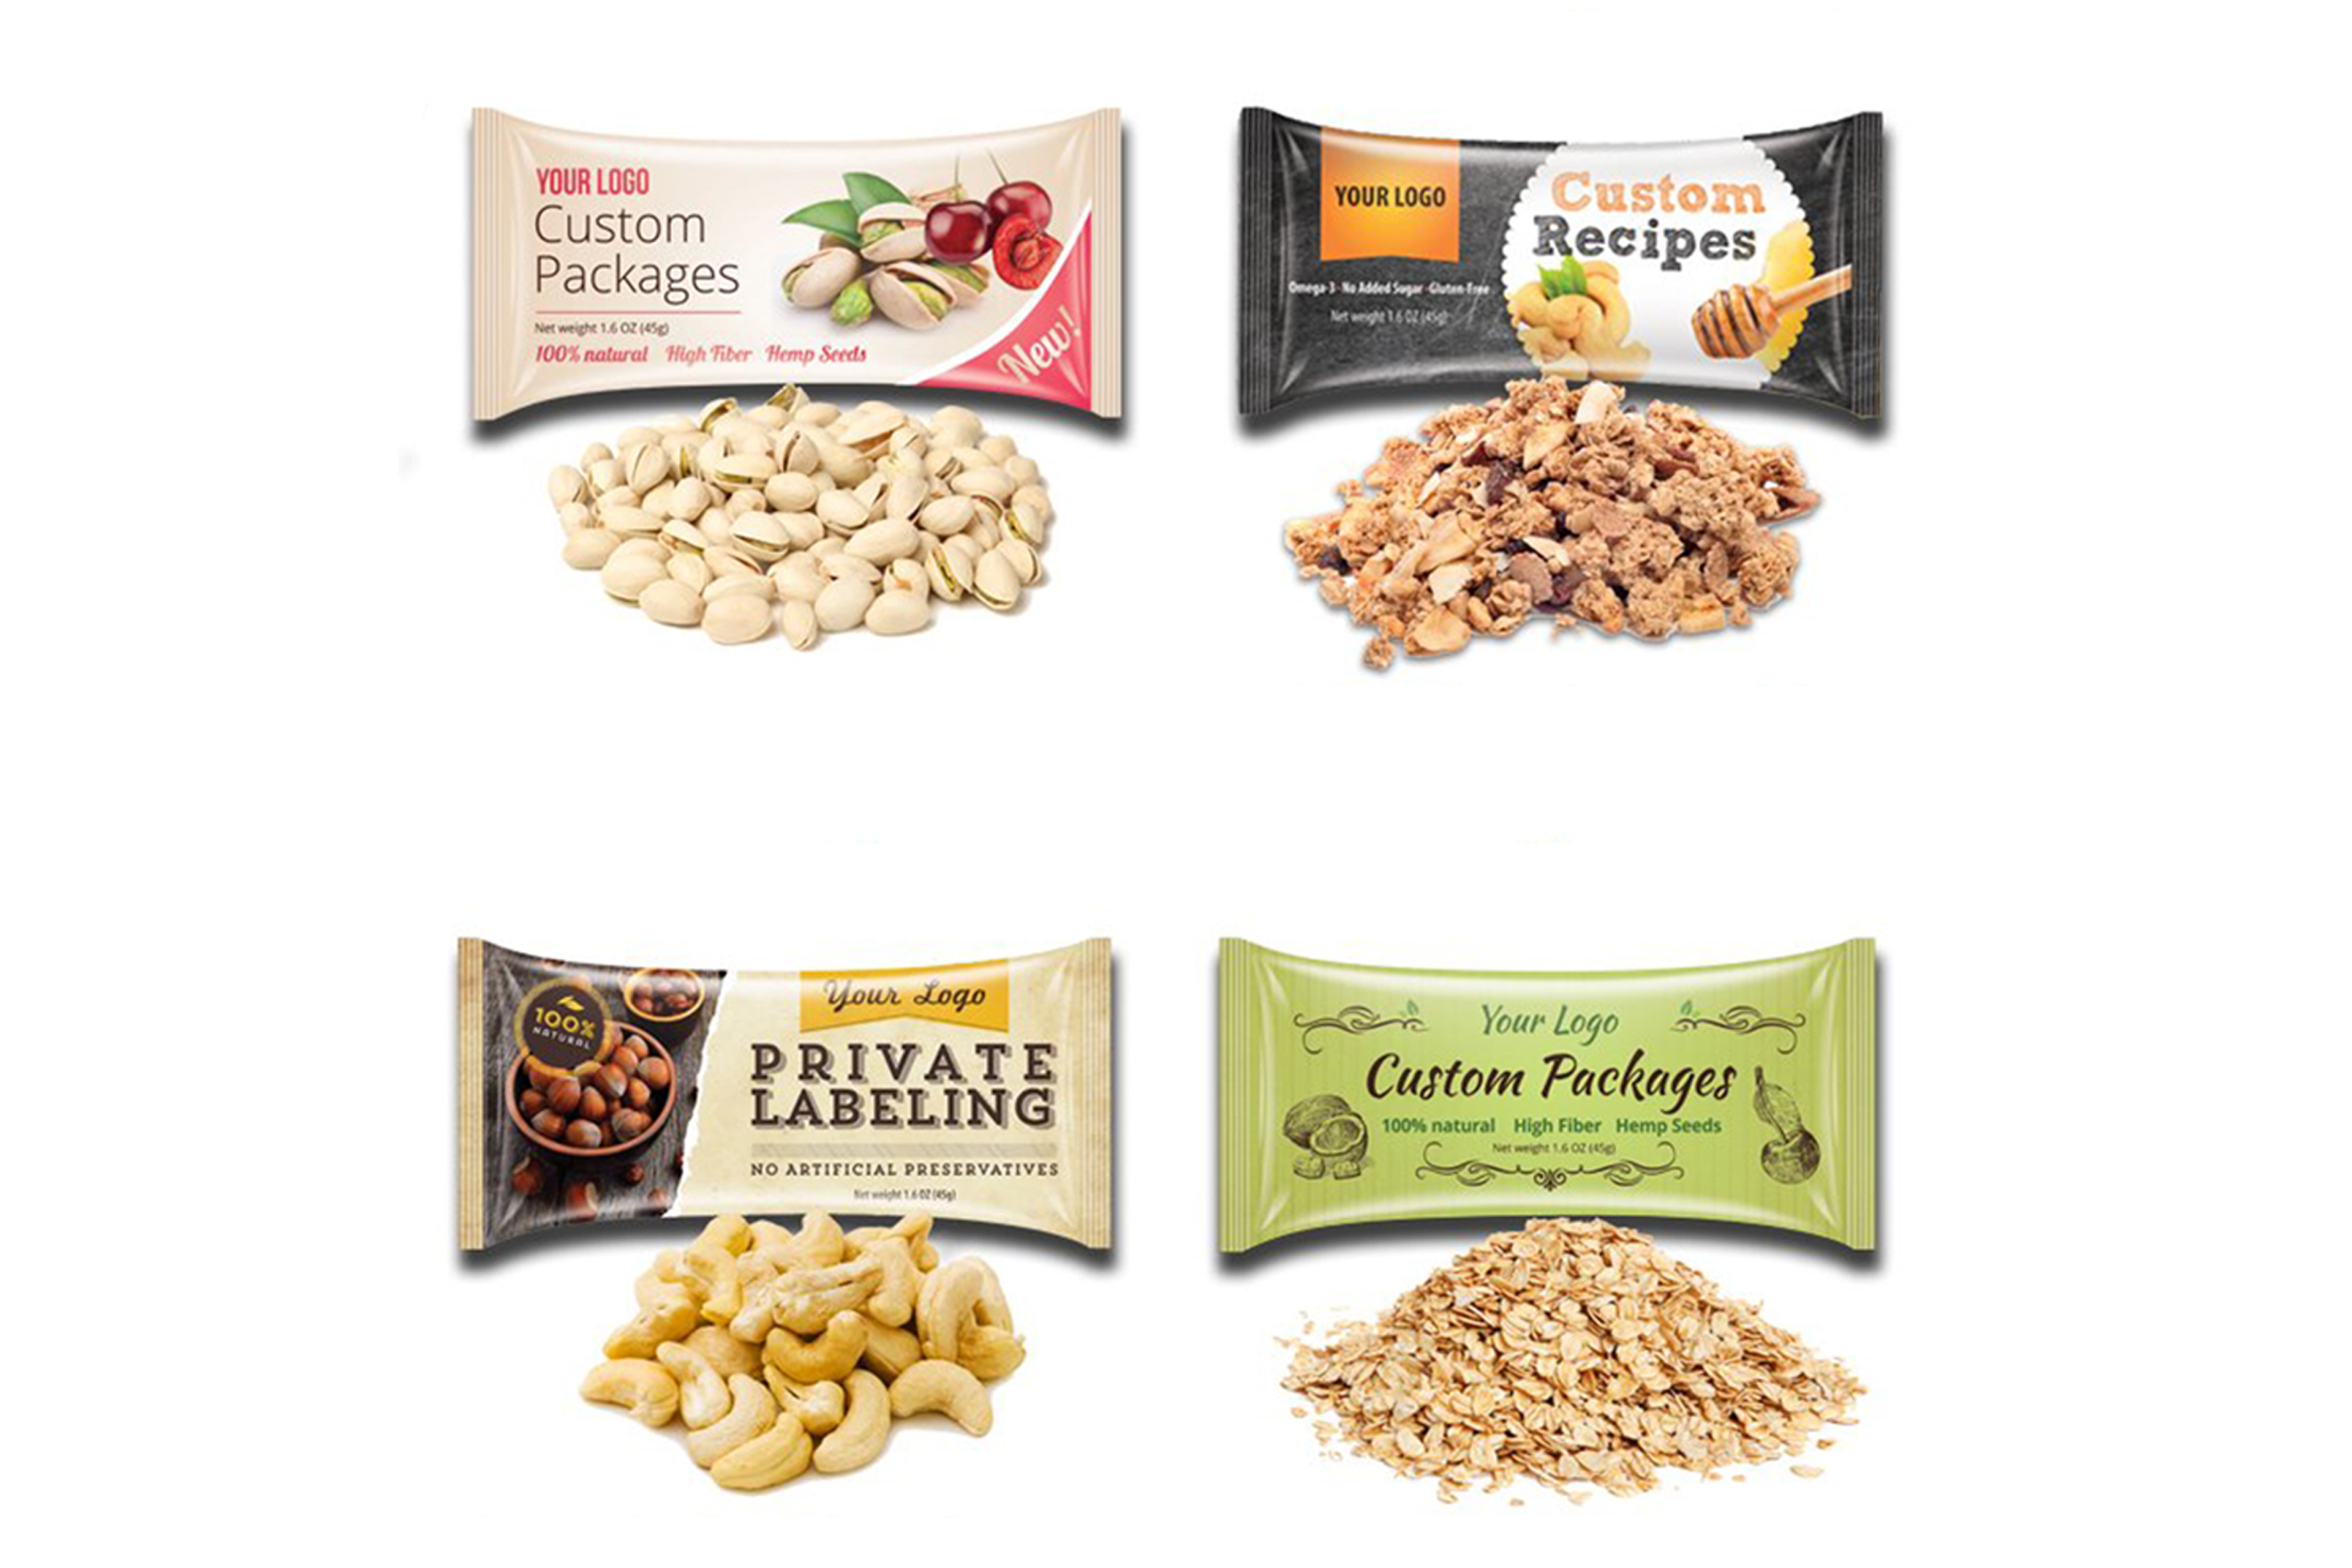 YOUR LOGO
Custom
Packages
Net weight 1.6 OZ (45g)
100% natural High Fiber Hemp Seeds
New!
YOUR LOGO
Custom
Recipes
Omega-3 No Added Sugar Gluten-Free
Net weight 1.6 OZ (45g)
100%
NATURAL
Your Logo
PRIVATE
LABELING
NO ARTIFICIAL PRESERVATIVES
Net weight 1.6 OZ (45g)
Your Logo
Custom Packages
100% natural High Fiber Hemp Seeds
Net weight 1.6 OZ (45g)